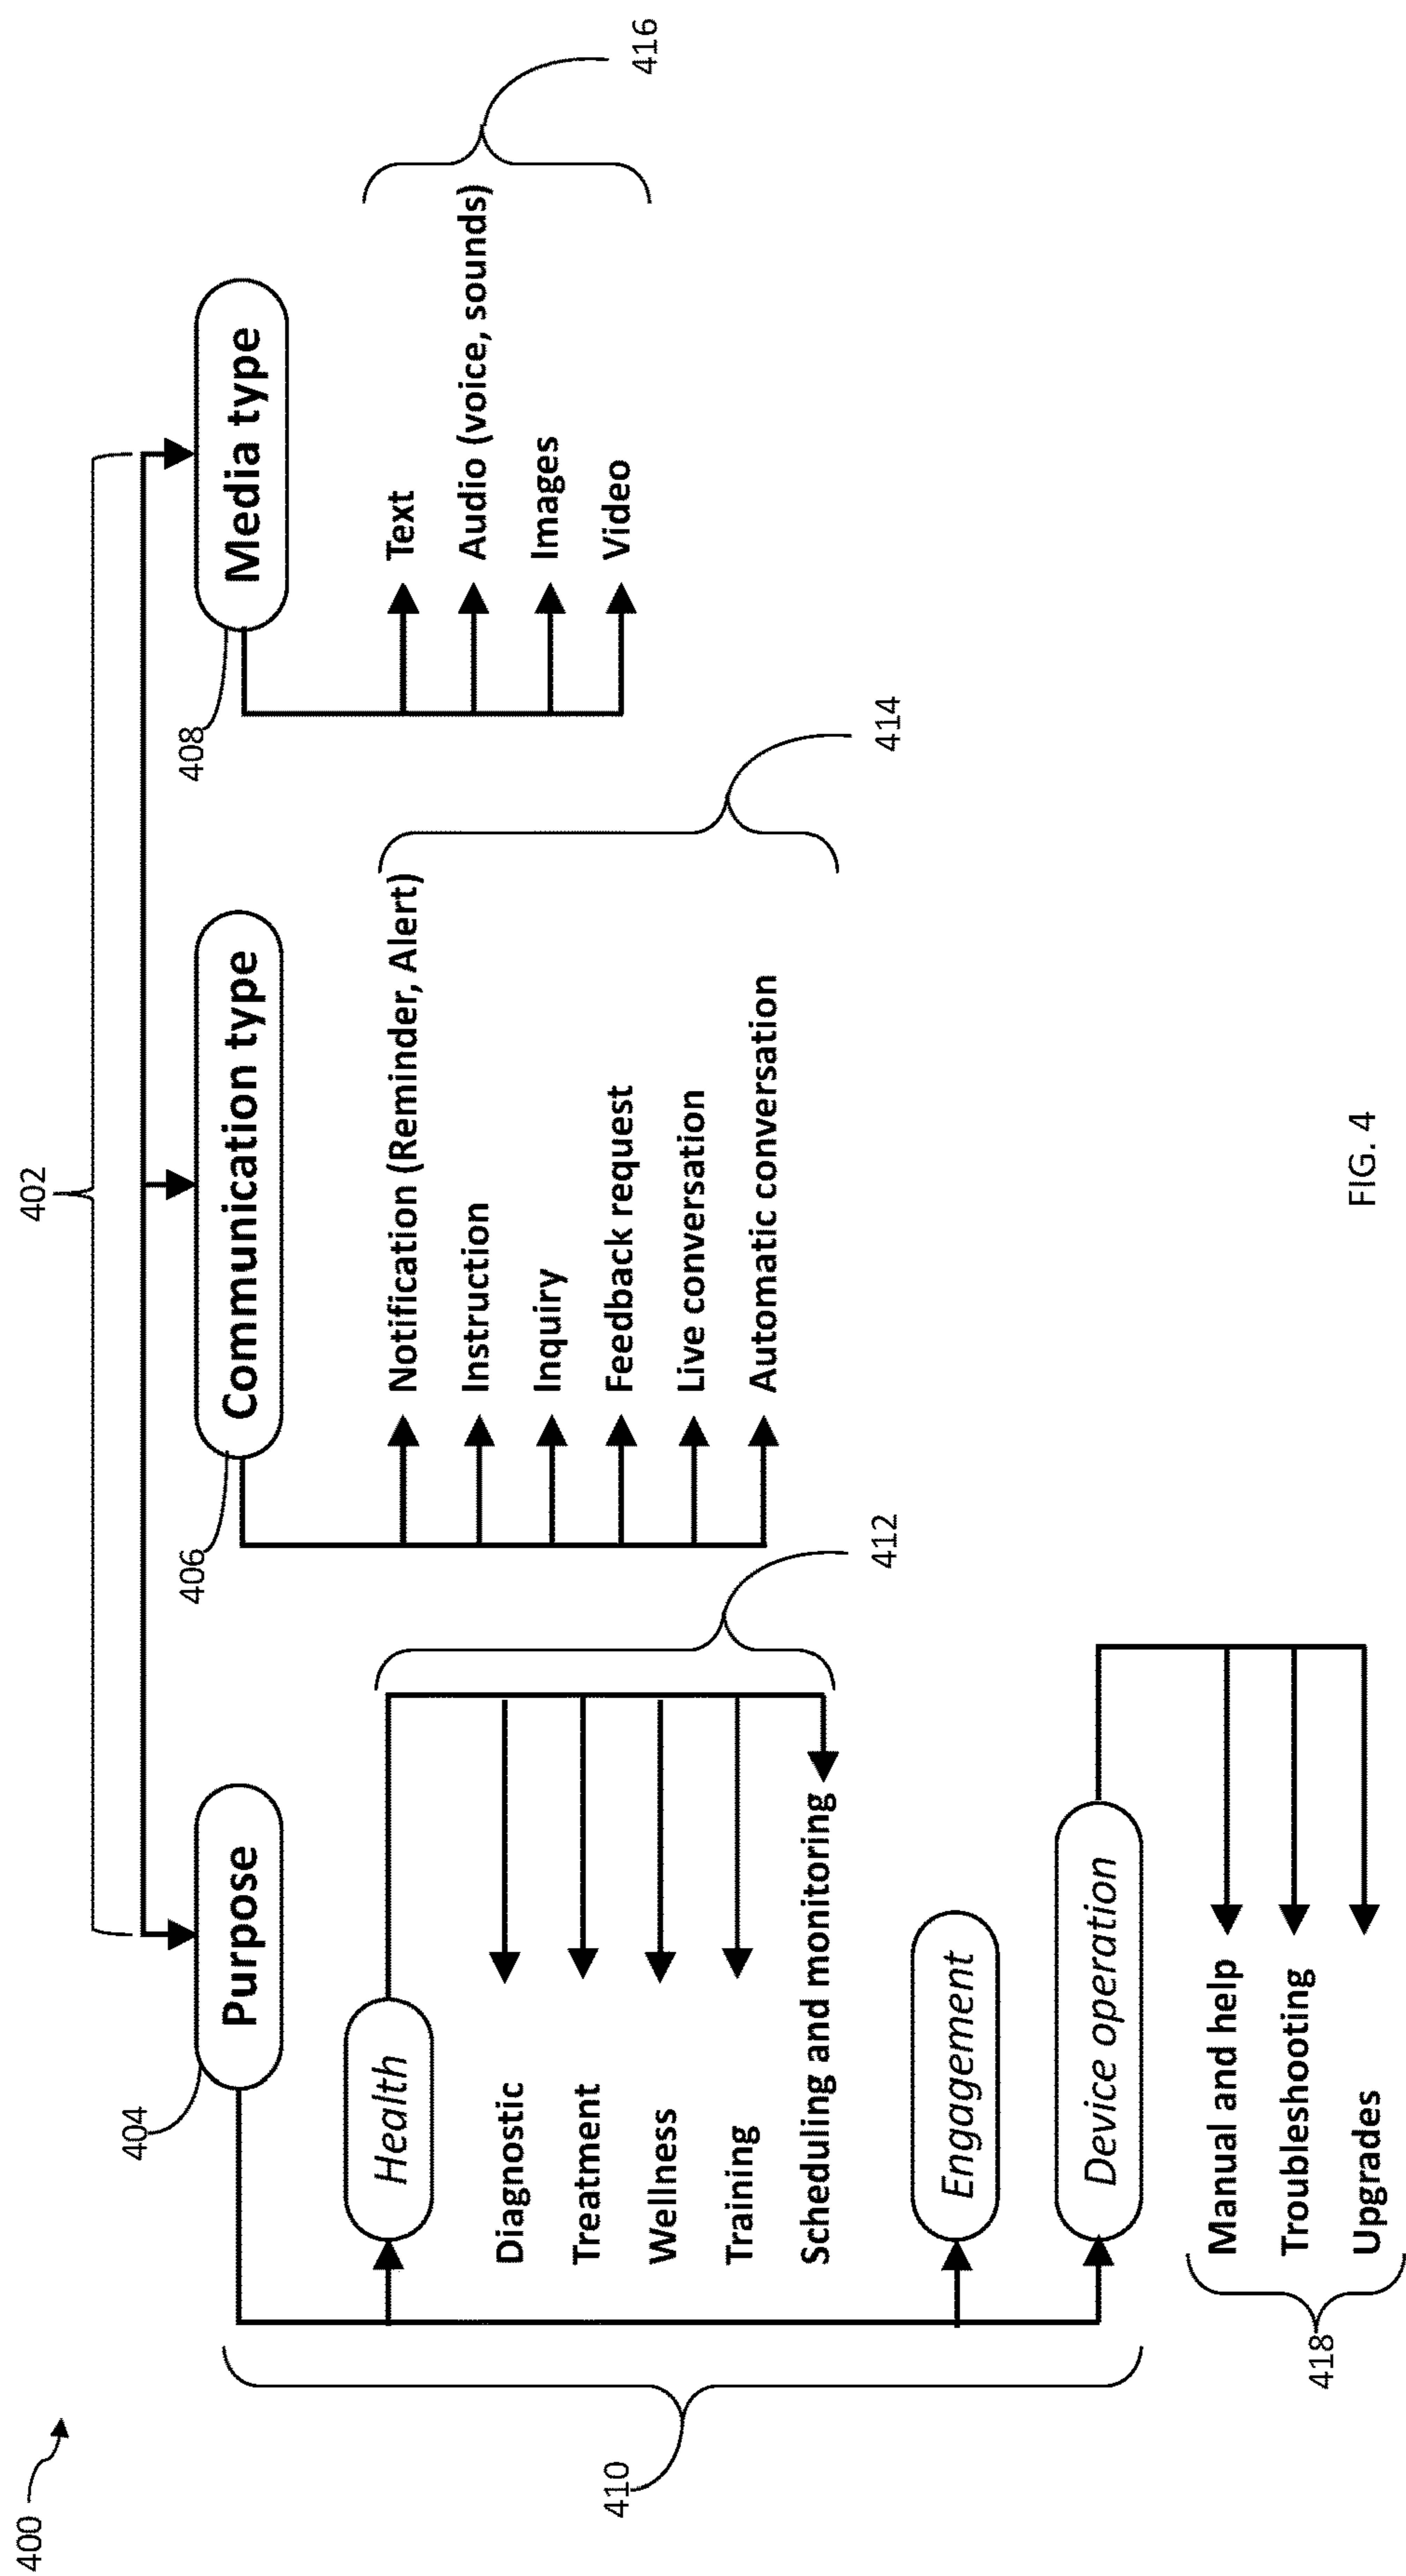 400
402
404
Purpose
406
Communication type
408
Media type
410
Health
Diagnostic
Treatment
Wellness
Training
Scheduling and monitoring
412
Engagement
Device operation
Manual and help
Troubleshooting
Upgrades
418
Notification (Reminder, Alert)
Instruction
Inquiry
Feedback request
Live conversation
Automatic conversation
414
Text
Audio (voice, sounds)
Images
Video
416
FIG. 4